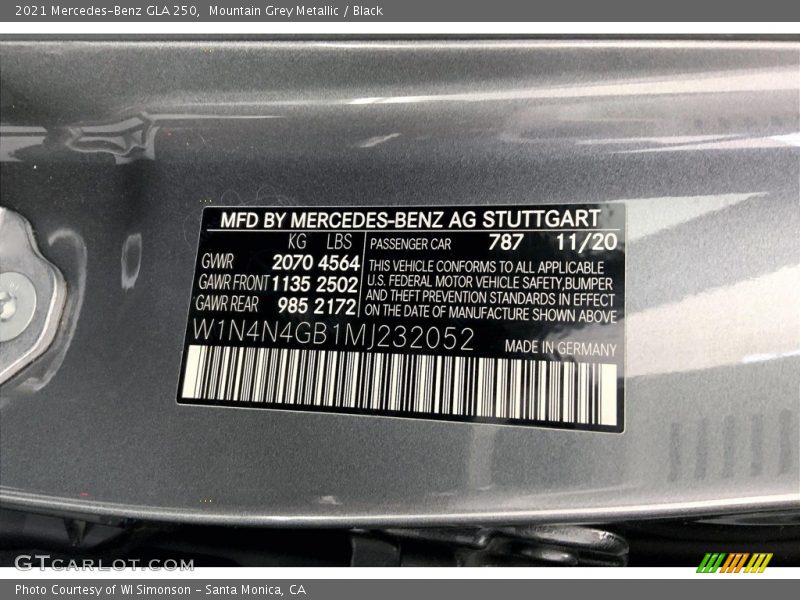 2021 Mercedes-Benz GLA 250,  Mountain Grey Metallic / Black
MFD BY MERCEDES-BENZ AG STUTTGART
KG LBS
GVWR 2070 4564
GAWR FRONT 1135 2502
GAWR REAR 985 2172
PASSENGER CAR 787 11/20
THIS VEHICLE CONFORMS TO ALL APPLICABLE
U.S. FEDERAL MOTOR VEHICLE SAFETY,BUMPER
AND THEFT PREVENTION STANDARDS IN EFFECT
ON THE DATE OF MANUFACTURE SHOWN ABOVE
W1N4N4GB1MJ232052
MADE IN GERMANY
GTCARLOT.COM
Photo Courtesy of WI Simonson - Santa Monica, CA